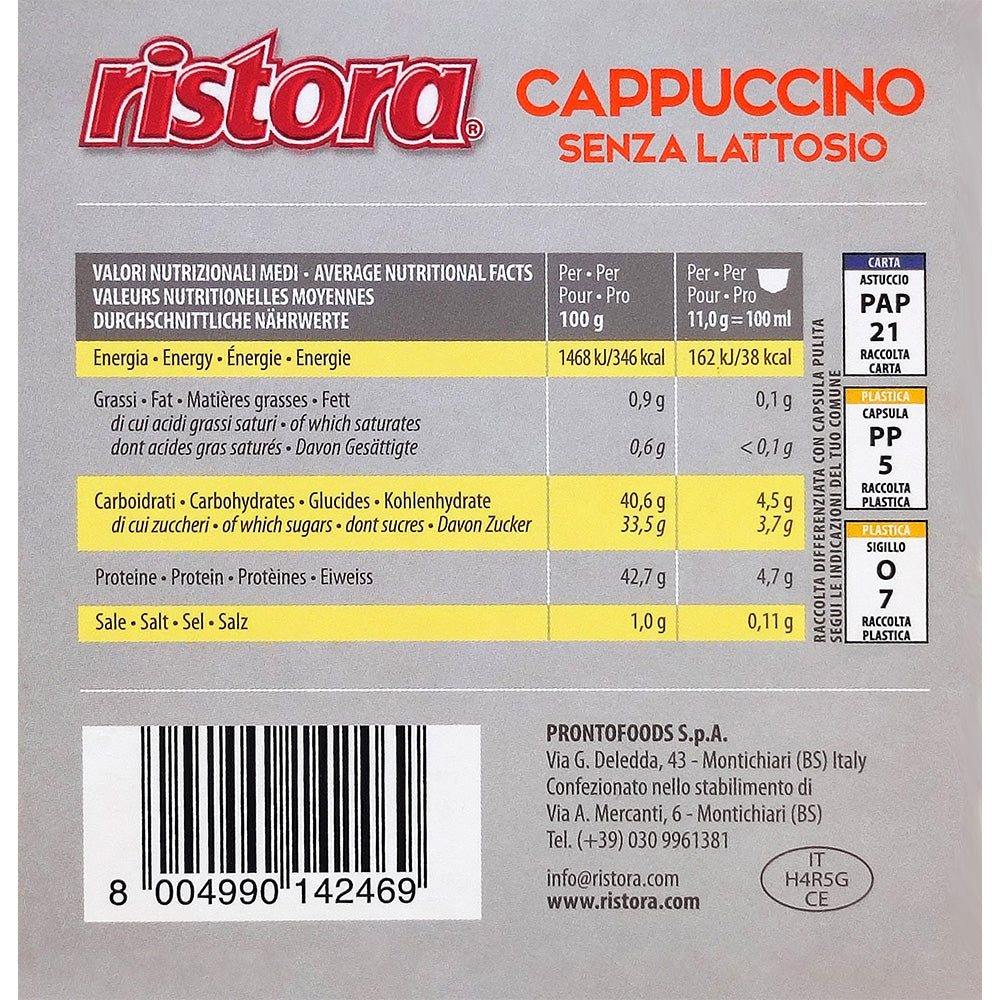 ristora®
CAPPUCCINO
SENZA LATTOSIO
VALORI NUTRIZIONALI MEDI • AVERAGE NUTRITIONAL FACTS
VALEURS NUTRITIONELLES MOYENNES
DURCHSCHNITTLICHE NÄHRWERTE
Per • Per
Pour • Pro
100 g
Per • Per
Pour • Pro
11,0 g = 100 ml
Energia • Energy • Énergie • Energie 1468 kJ/346 kcal 162 kJ/38 kcal
Grassi • Fat • Matières grasses • Fett 0,9 g 0,1 g
di cui acidi grassi saturi • of which saturates
dont acides gras saturés • Davon Gesättigte 0,6 g < 0,1 g
Carboidrati • Carbohydrates • Glucides • Kohlenhydrate 40,6 g 4,5 g
di cui zuccheri • of which sugars • dont sucres • Davon Zucker 33,5 g 3,7 g
Proteine • Protein • Protèines • Eiweiss 42,7 g 4,7 g
Sale • Salt • Sel • Salz 1,0 g 0,11 g
RACCOLTA DIFFERENZIATA CON CAPSULA PULITA
SEGUI LE INDICAZIONI DEL TUO COMUNE
CARTA
ASTUCCIO
PAP
21
RACCOLTA
CARTA
PLASTICA
CAPSULA
PP
5
RACCOLTA
PLASTICA
PLASTICA
SIGILLO
O
7
RACCOLTA
PLASTICA
8 004990 142469
PRONTOFOODS S.p.A.
Via G. Deledda, 43 - Montichiari (BS) Italy
Confezionato nello stabilimento di
Via A. Mercanti, 6 - Montichiari (BS)
Tel. (+39) 030 9961381
info@ristora.com
www.ristora.com
IT
H4R5G
CE